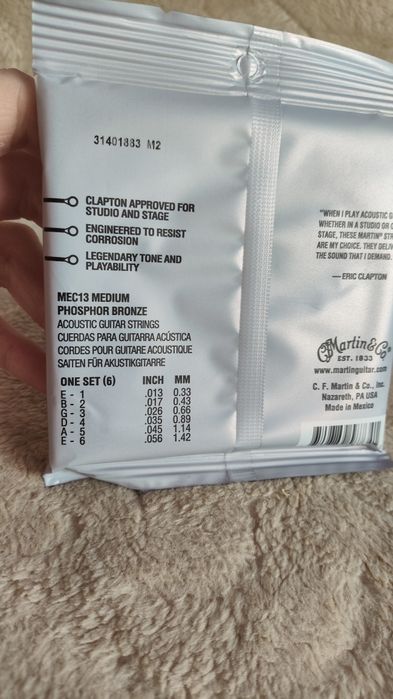 31401883 M2
CLAPTON APPROVED FOR
STUDIO AND STAGE
ENGINEERED TO RESIST
CORROSION
LEGENDARY TONE AND
PLAYABILITY
MEC13 MEDIUM
PHOSPHOR BRONZE
ACOUSTIC GUITAR STRINGS
CUERDAS PARA GUITARRA ACÚSTICA
CORDES POUR GUITARE ACOUSTIQUE
SAITEN FÜR AKUSTIKGITARRE
ONE SET (6) INCH MM
E - 1 .013 0.33
B - 2 .017 0.43
G - 3 .026 0.66
D - 4 .035 0.89
A - 5 .045 1.14
E - 6 .056 1.42
"WHEN I PLAY ACOUSTIC G
WHETHER IN A STUDIO OR
STAGE, THESE MARTIN® STR
ARE MY CHOICE. THEY DELIV
THE SOUND THAT I DEMAND.
—ERIC CLAPTON
Martin & Co
EST. 1833
www.martinguitar.com
C. F. Martin & Co., Inc.
Nazareth, PA USA
Made in Mexico